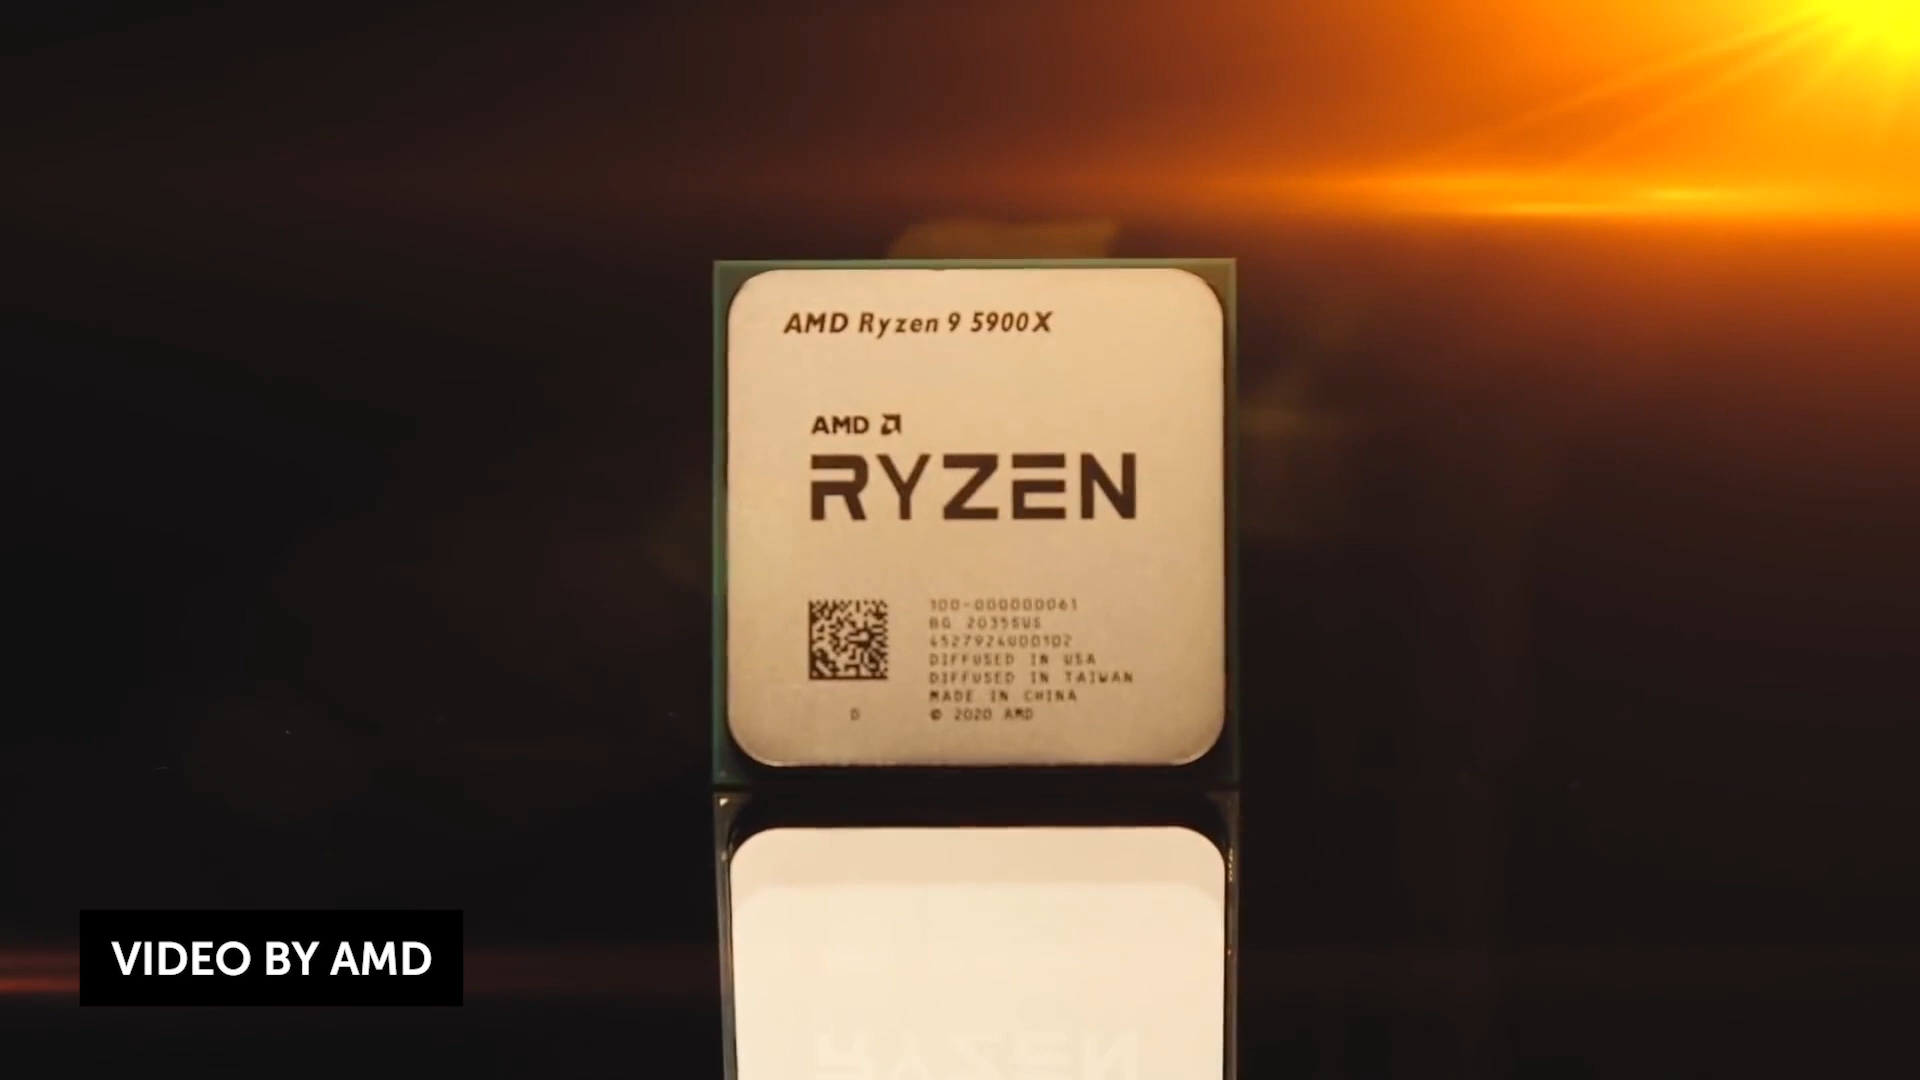 AMD Ryzen 9 5900X
AMD
RYZEN
100-000000061
BG 2035SUS
DIFFUSED IN USA
DIFFUSED IN TAIWAN
MADE IN CHINA
D
© 2020 AMD
VIDEO BY AMD
RYZEN